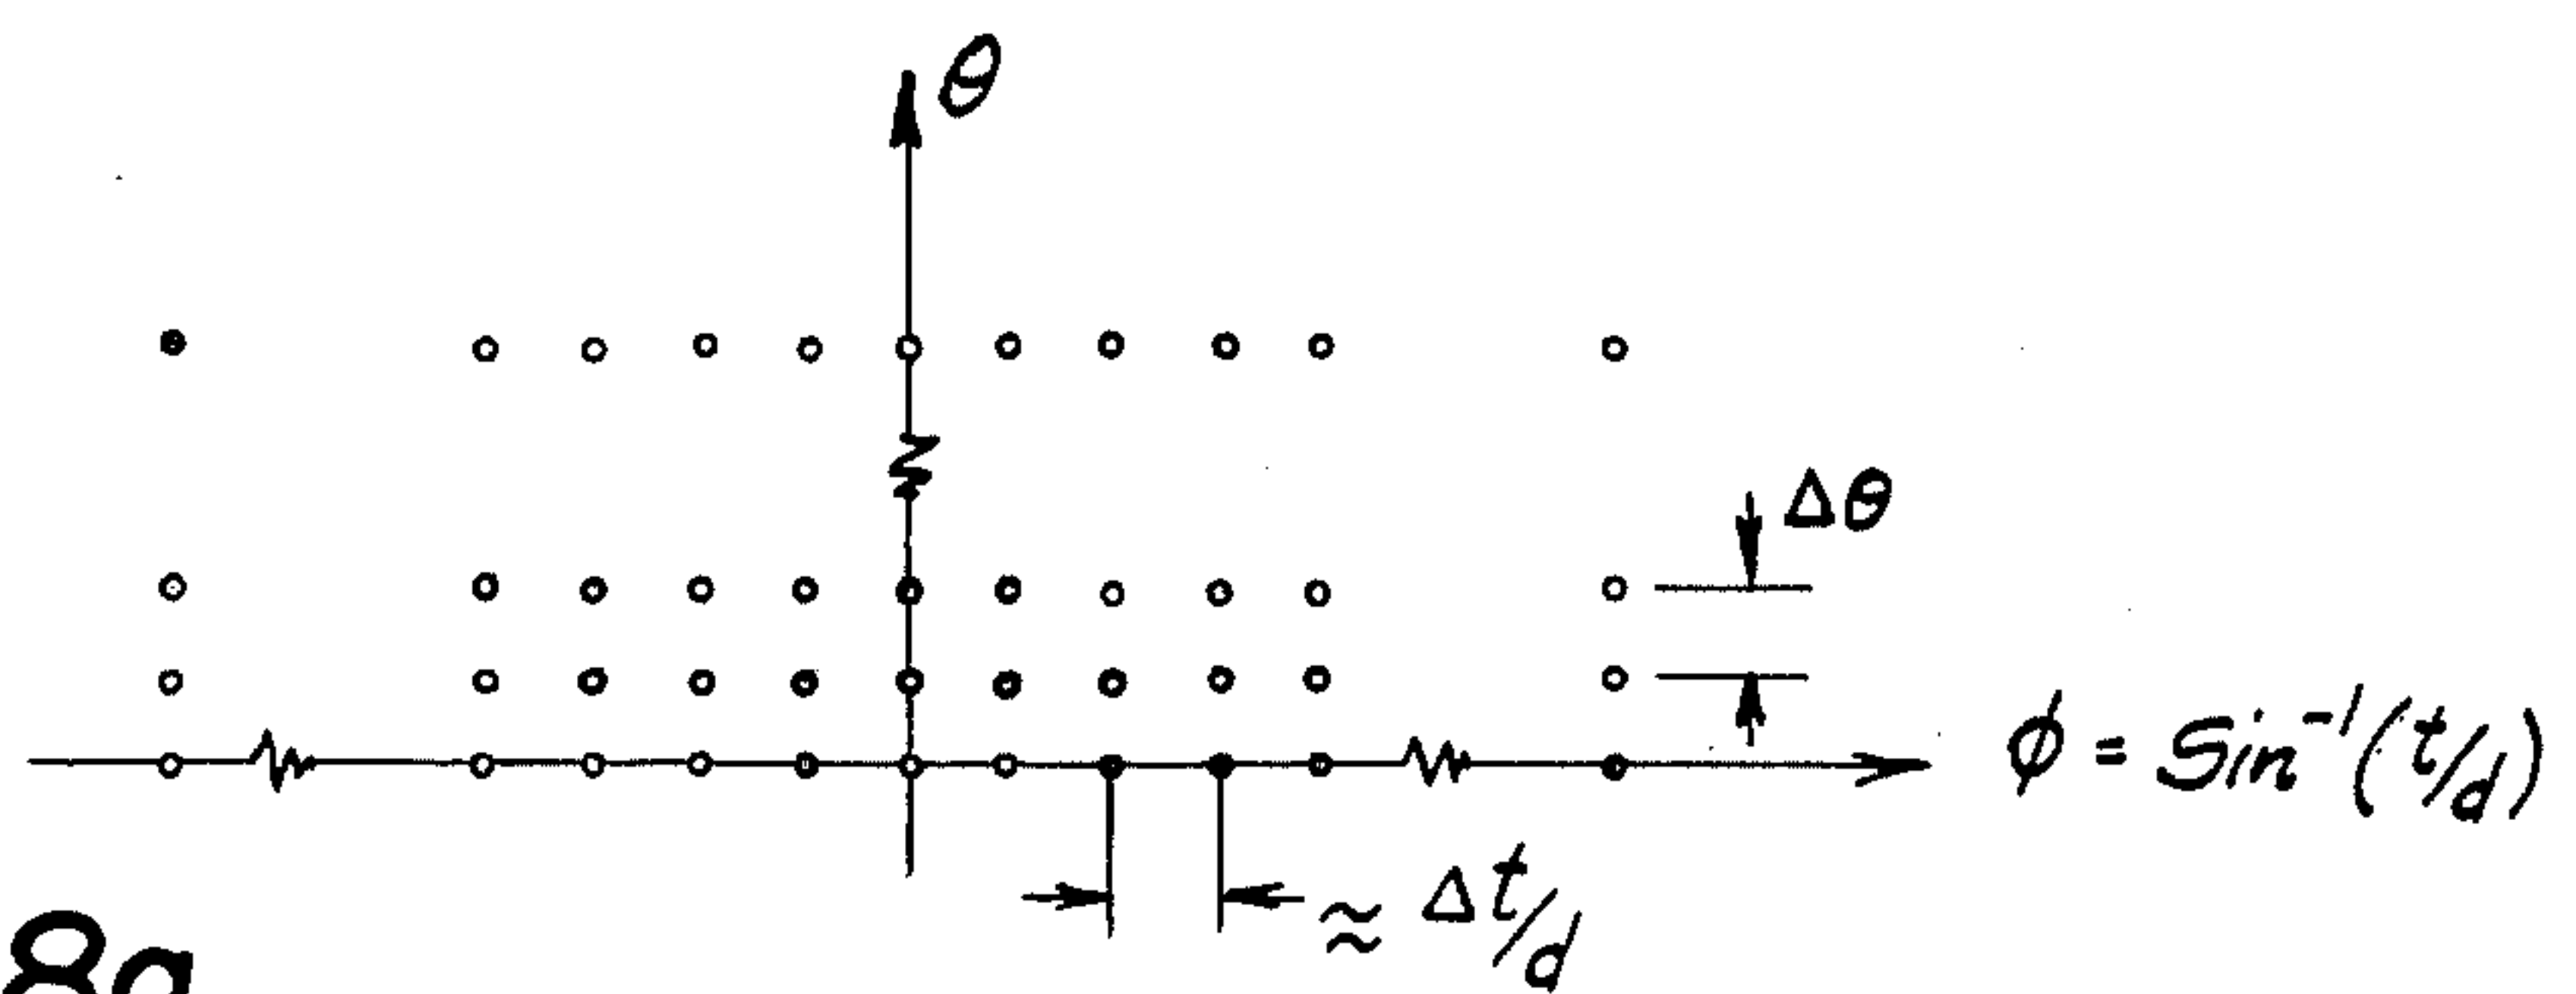 θ
Δθ
ϕ = Sin⁻¹(t/d)
≈ Δt/d
8a